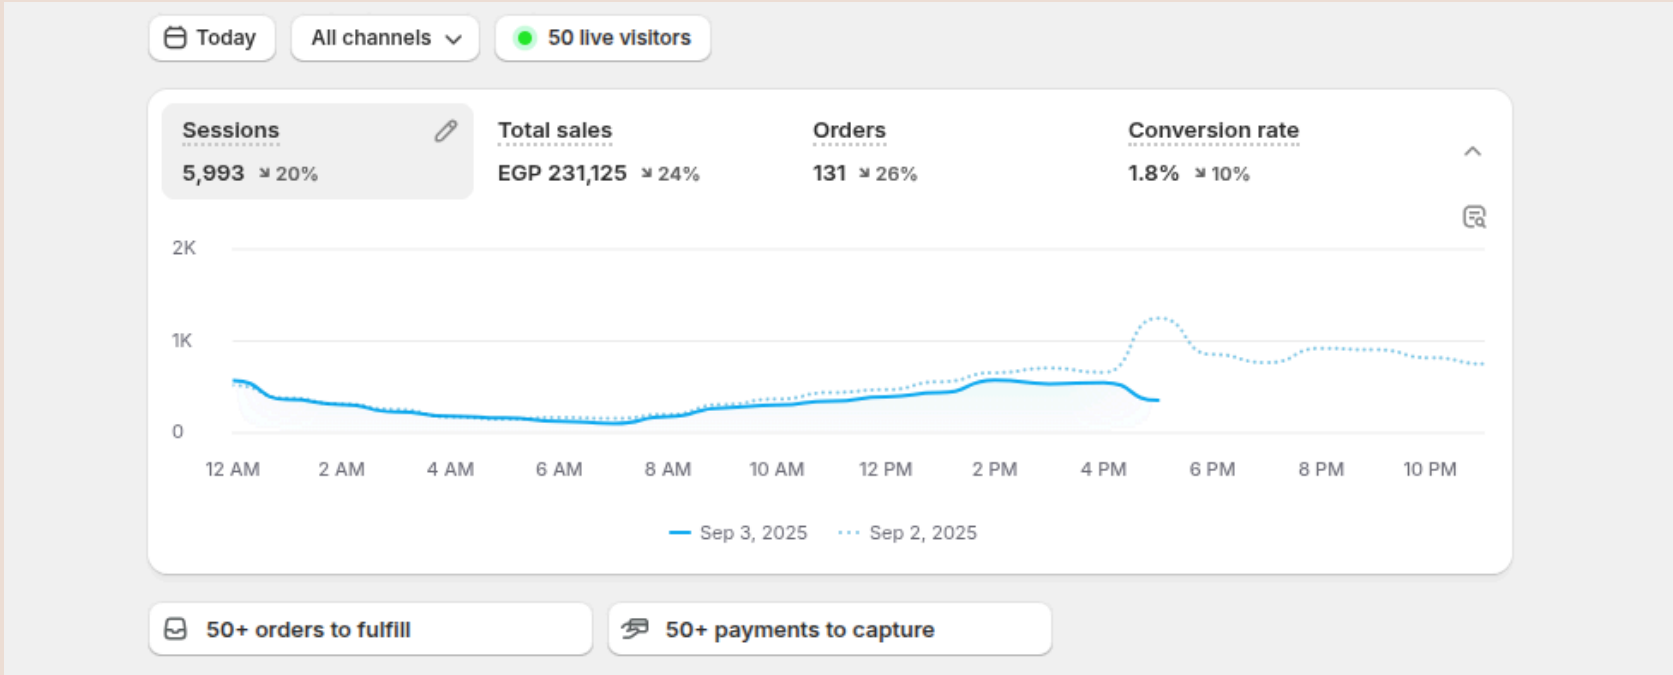 Today All channels 50 live visitors
Sessions Total sales Orders Conversion rate
5,993 ↘ 20% EGP 231,125 ↘ 24% 131 ↘ 26% 1.8% ↘ 10%
2K
1K
0
12 AM 2 AM 4 AM 6 AM 8 AM 10 AM 12 PM 2 PM 4 PM 6 PM 8 PM 10 PM
Sep 3, 2025 Sep 2, 2025
50+ orders to fulfill 50+ payments to capture